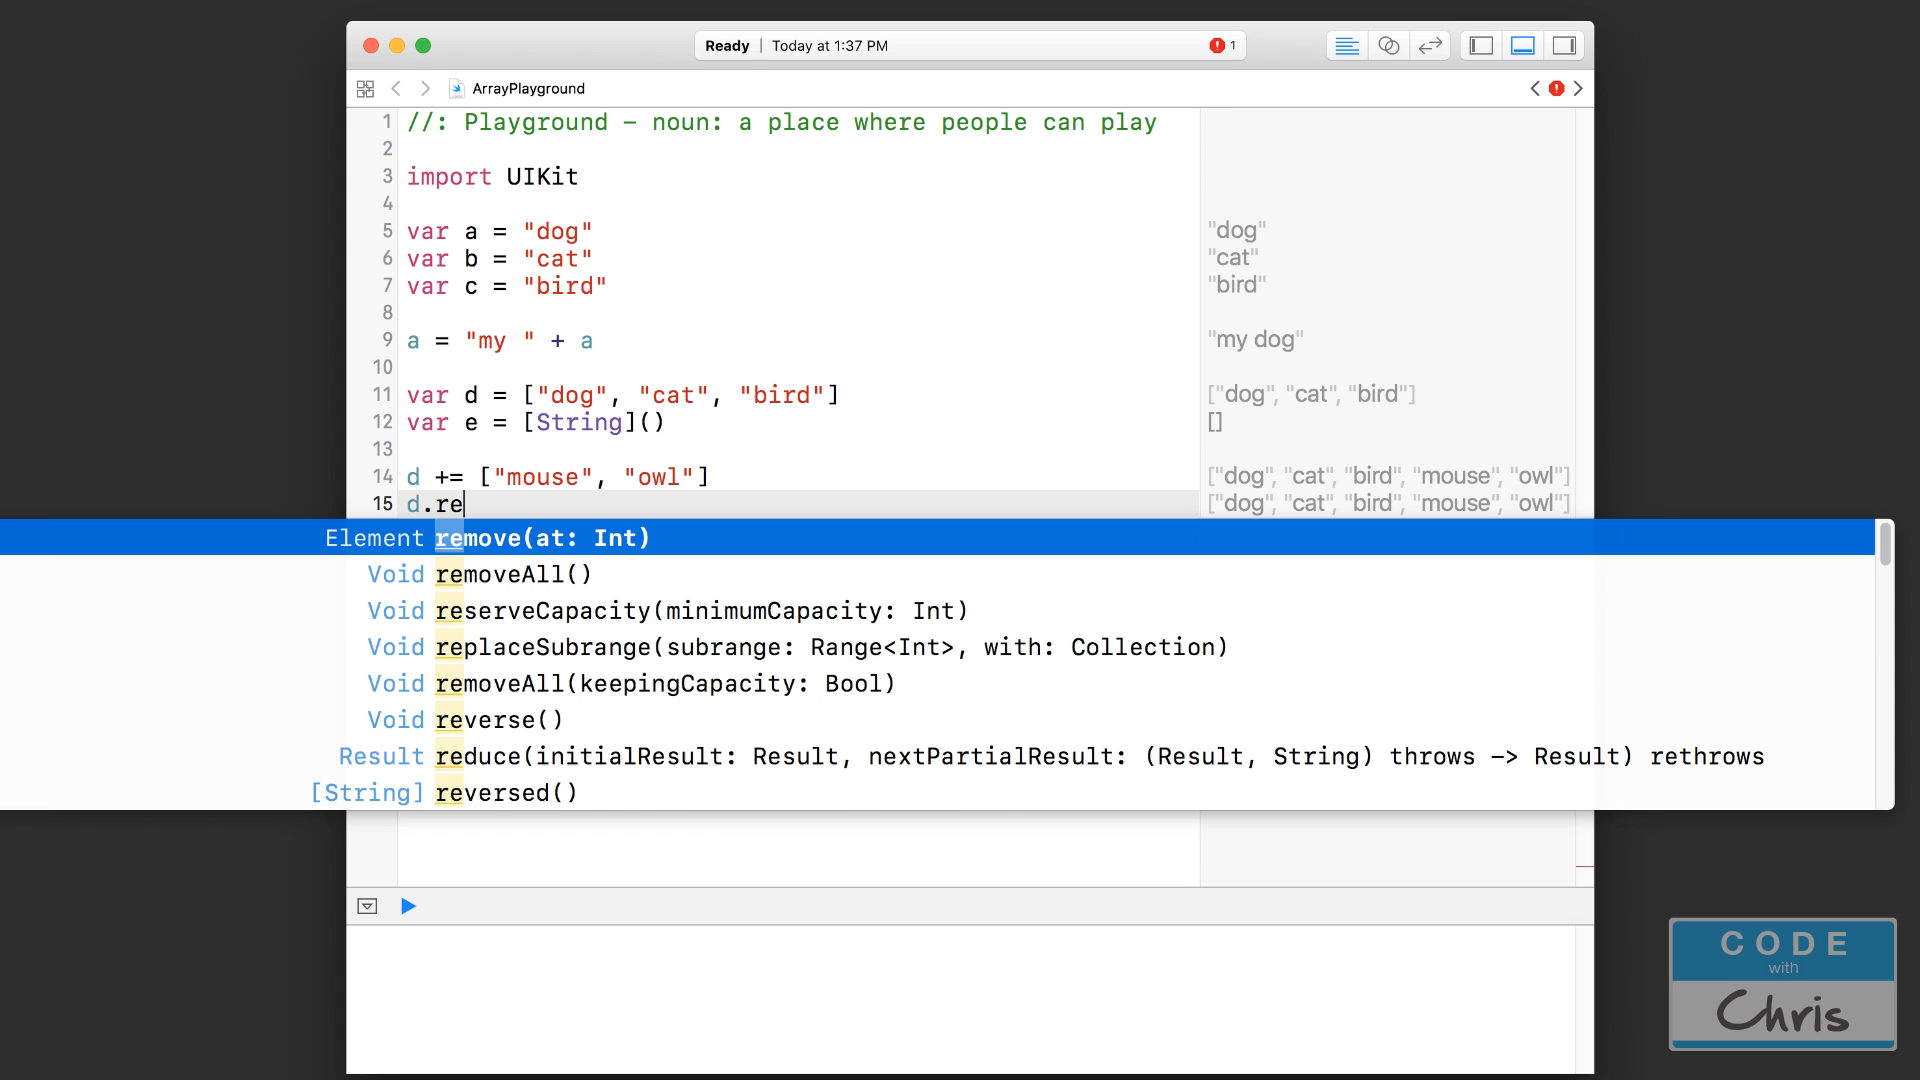 Ready | Today at 1:37 PM 1
ArrayPlayground
1 //: Playground – noun: a place where people can play
2
3 import UIKit
4
5 var a = "dog" "dog"
6 var b = "cat" "cat"
7 var c = "bird" "bird"
8
9 a = "my " + a "my dog"
10
11 var d = ["dog", "cat", "bird"] ["dog", "cat", "bird"]
12 var e = [String]() []
13
14 d += ["mouse", "owl"] ["dog", "cat", "bird", "mouse", "owl"]
15 d.re ["dog", "cat", "bird", "mouse", "owl"]
Element remove(at: Int)
Void removeAll()
Void reserveCapacity(minimumCapacity: Int)
Void replaceSubrange(subrange: Range<Int>, with: Collection)
Void removeAll(keepingCapacity: Bool)
Void reverse()
Result reduce(initialResult: Result, nextPartialResult: (Result, String) throws -> Result) rethrows
[String] reversed()
CODE
with
Chris